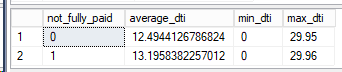 not_fully_paid average_dti min_dti max_dti
1 0 12.4944126786824 0 29.95
2 1 13.1958382257012 0 29.96